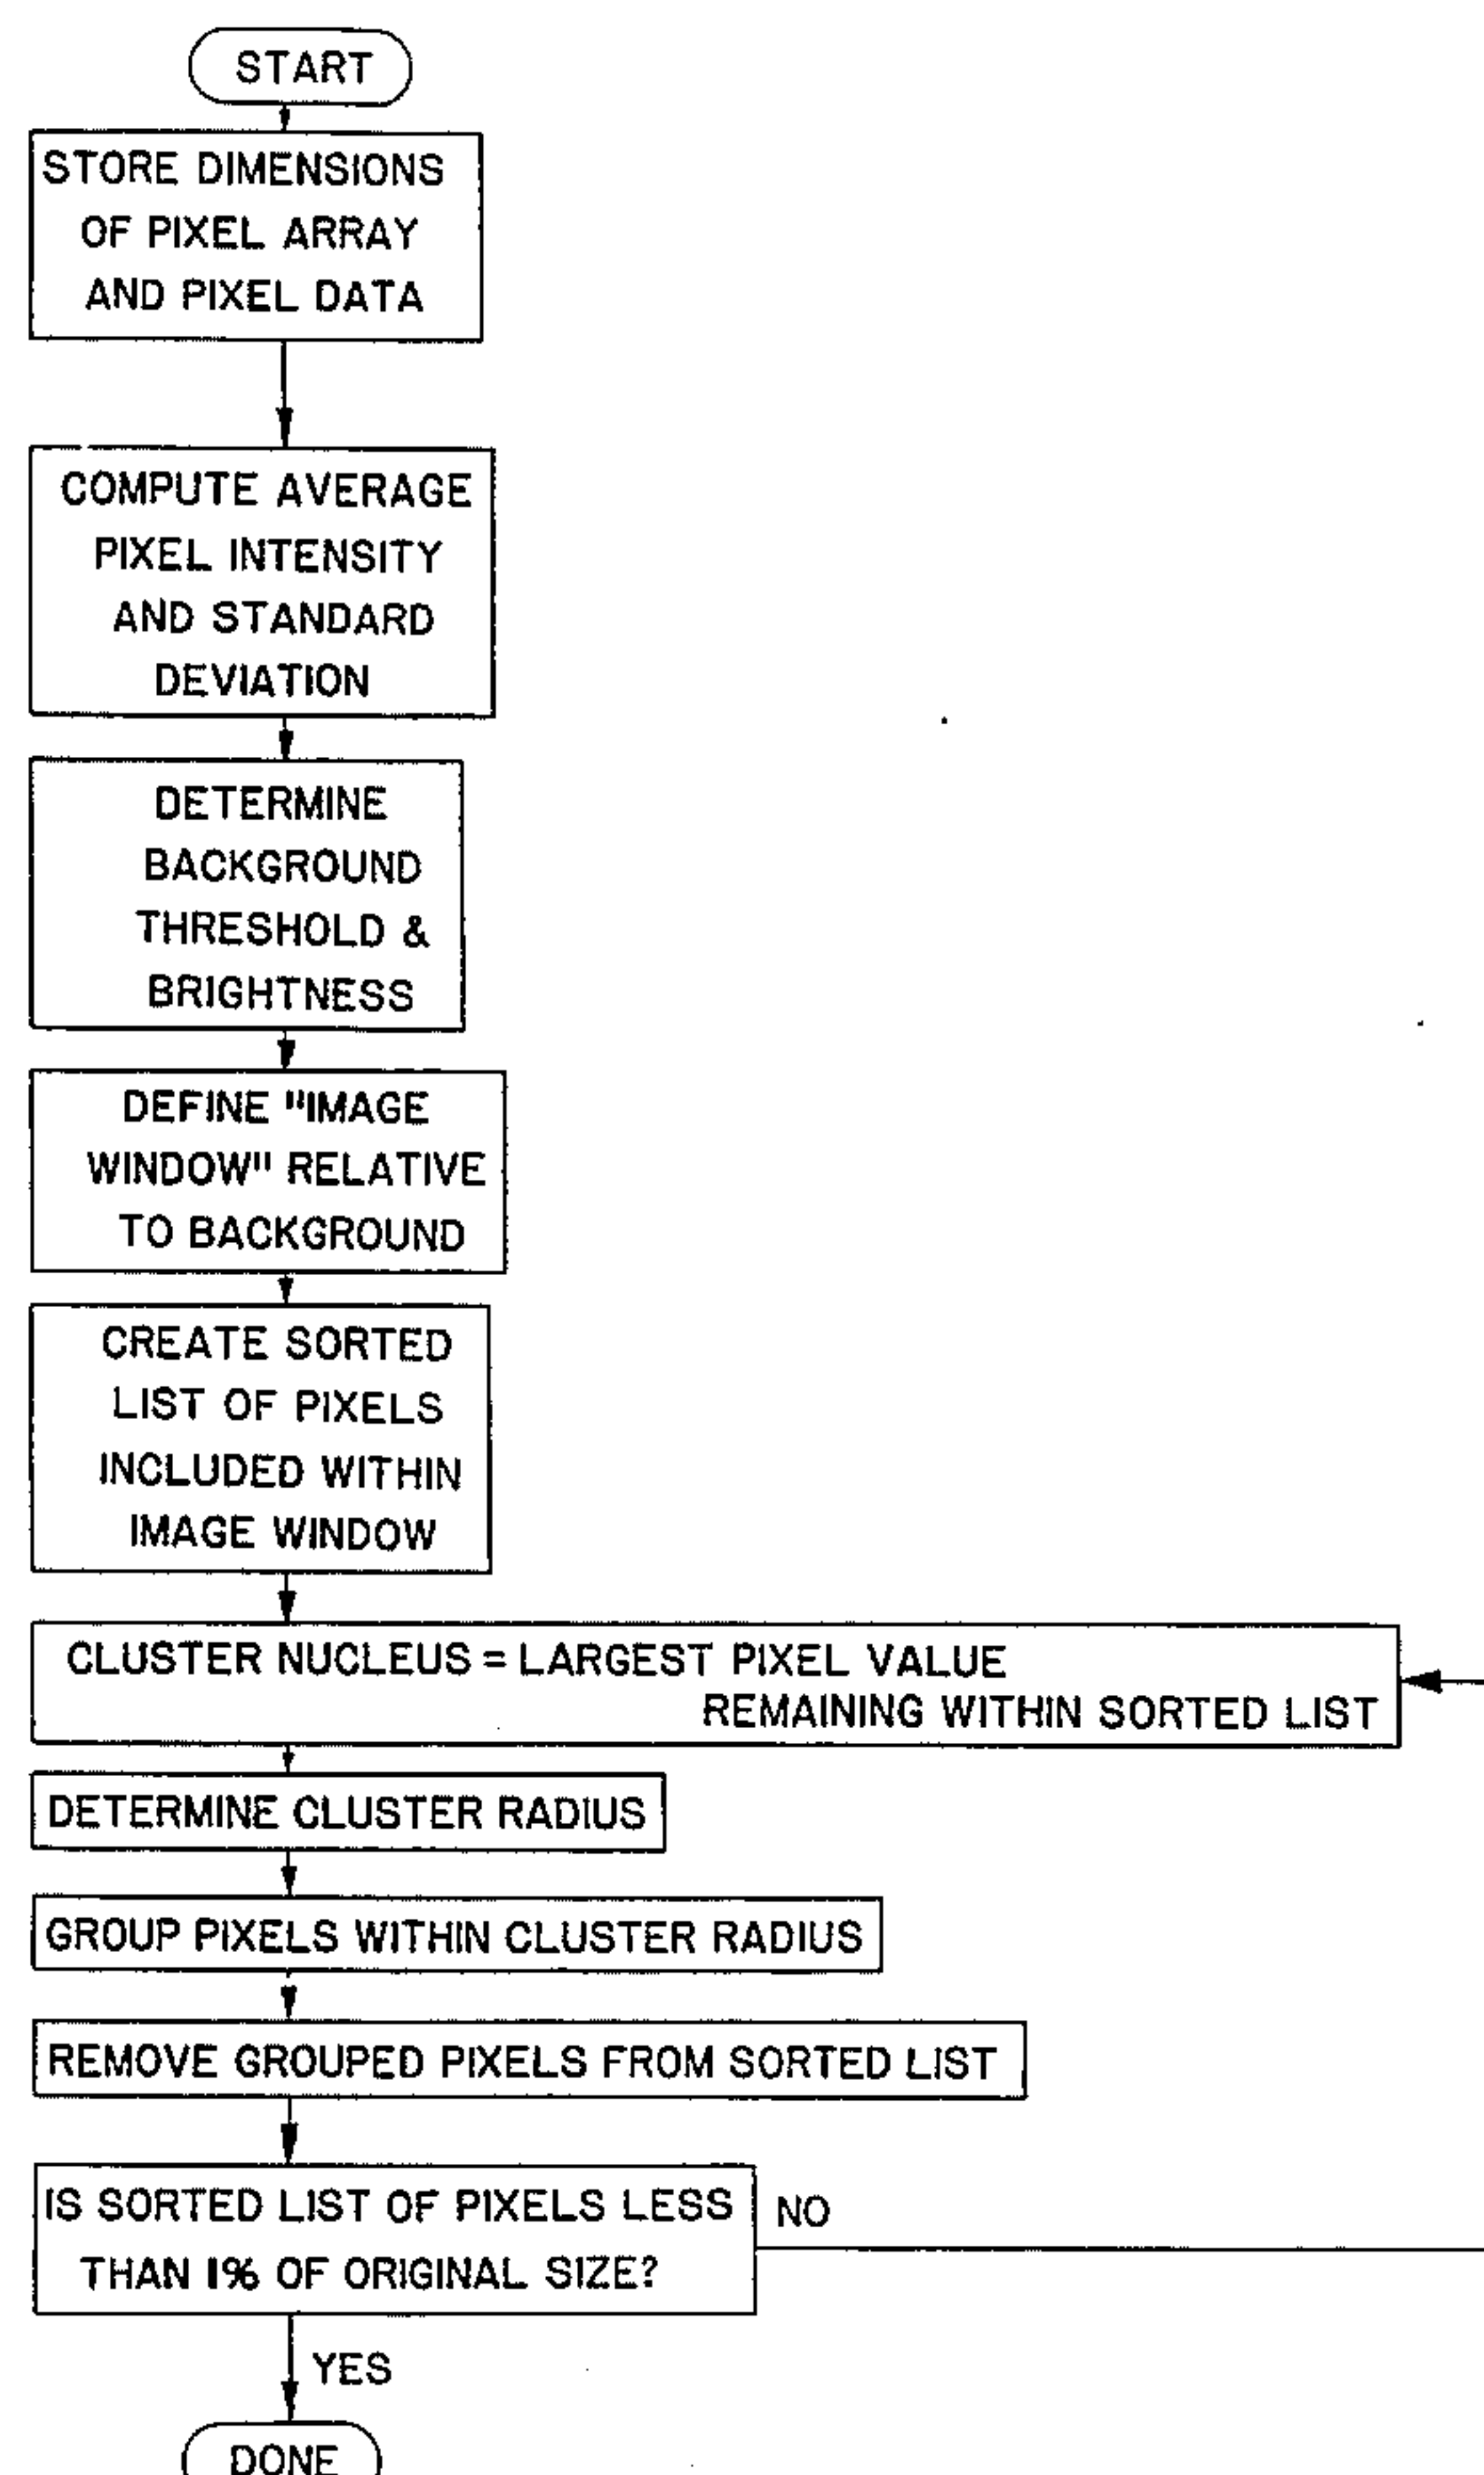 START
STORE DIMENSIONS
OF PIXEL ARRAY
AND PIXEL DATA
COMPUTE AVERAGE
PIXEL INTENSITY
AND STANDARD
DEVIATION
DETERMINE
BACKGROUND
THRESHOLD &
BRIGHTNESS
DEFINE "IMAGE
WINDOW" RELATIVE
TO BACKGROUND
CREATE SORTED
LIST OF PIXELS
INCLUDED WITHIN
IMAGE WINDOW
CLUSTER NUCLEUS = LARGEST PIXEL VALUE
REMAINING WITHIN SORTED LIST
DETERMINE CLUSTER RADIUS
GROUP PIXELS WITHIN CLUSTER RADIUS
REMOVE GROUPED PIXELS FROM SORTED LIST
IS SORTED LIST OF PIXELS LESS
THAN 1% OF ORIGINAL SIZE?
NO
YES
DONE